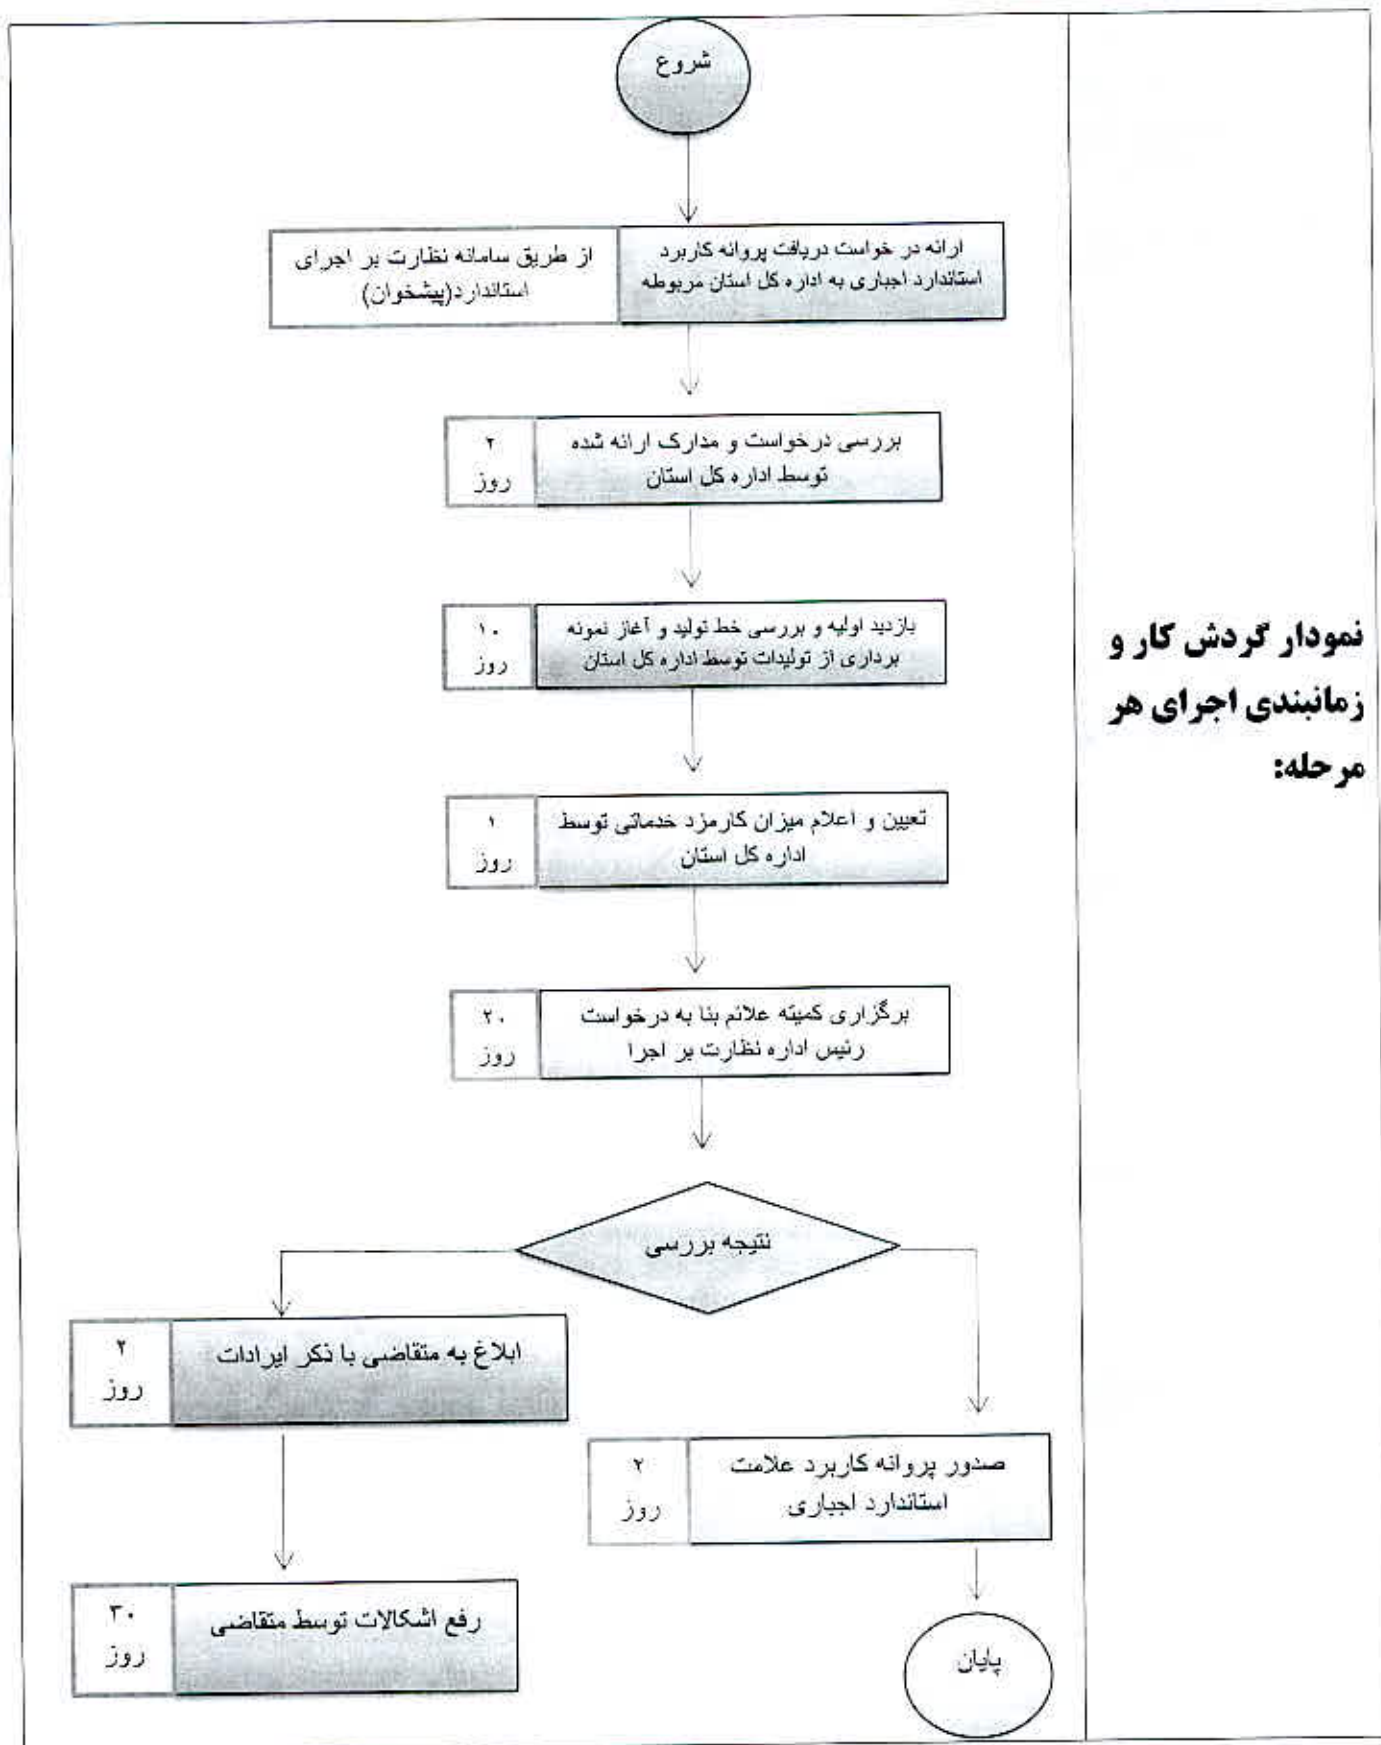 نمودار گردش کار و
زمانبندی اجرای هر
مرحله:
شروع
ارائه در خواست دریافت پروانه کاربرد
استاندارد اجباری به اداره کل استان مربوطه
از طریق سامانه نظارت بر اجرای
استاندارد(پیشخوان)
بررسی درخواست و مدارک ارائه شده
توسط اداره کل استان
۲
روز
بازدید اولیه و بررسی خط تولید و آغاز نمونه
برداری از تولیدات توسط اداره کل استان
۱۰
روز
تعیین و اعلام میزان کارمزد خدماتی توسط
اداره کل استان
۱
روز
برگزاری کمیته علائم بنا به درخواست
رئیس اداره نظارت بر اجرا
۲۰
روز
نتیجه بررسی
ابلاغ به متقاضی با ذکر ایرادات
۲
روز
صدور پروانه کاربرد علامت
استاندارد اجباری
۲
روز
رفع اشکالات توسط متقاضی
۳۰
روز
پایان